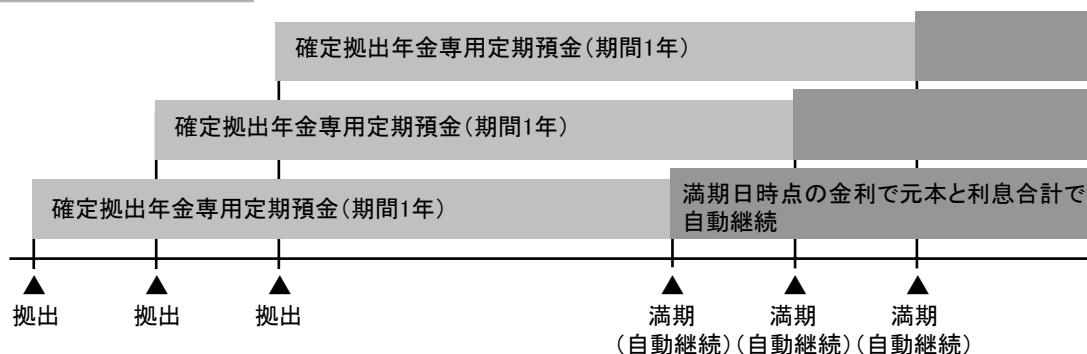 確定拠出年金専用定期預金(期間1年)
確定拠出年金専用定期預金(期間1年)
確定拠出年金専用定期預金(期間1年)
満期日時点の金利で元本と利息合計で
自動継続
拠出 拠出 拠出 満期 満期 満期
(自動継続)(自動継続)(自動継続)